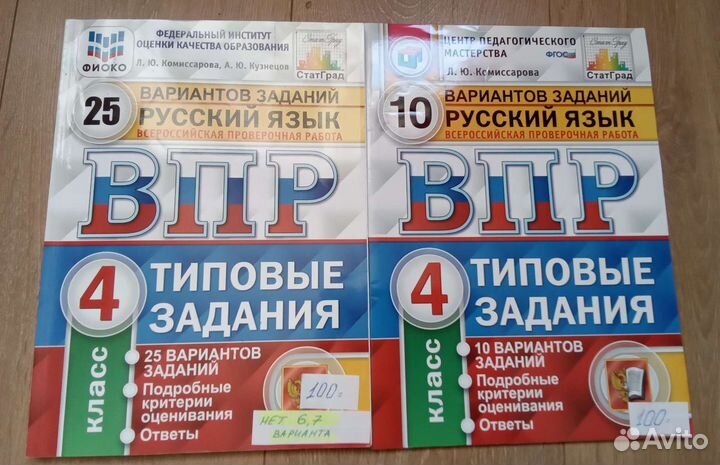 ФИОКО
ФЕДЕРАЛЬНЫЙ ИНСТИТУТ
ОЦЕНКИ КАЧЕСТВА ОБРАЗОВАНИЯ
Л. Ю. Комиссарова, А. Ю. Кузнецов
СтатГрад
СтатГрад
25
ВАРИАНТОВ ЗАДАНИЙ
РУССКИЙ ЯЗЫК
ВСЕРОССИЙСКАЯ ПРОВЕРОЧНАЯ РАБОТА
ВПР
4
КЛАСС
ТИПОВЫЕ
ЗАДАНИЯ
25 ВАРИАНТОВ
ЗАДАНИЙ
Подробные
критерии
оценивания
Ответы
100=
НЕТ 6,7
ВАРИАНТА
ЦЕНТР ПЕДАГОГИЧЕСКОГО
МАСТЕРСТВА
ФГОС
Л. Ю. Комиссарова
СтатГрад
СтатГрад
10
ВАРИАНТОВ ЗАДАНИЙ
РУССКИЙ ЯЗЫК
ВСЕРОССИЙСКАЯ ПРОВЕРОЧНАЯ РАБОТА
ВПР
4
КЛАСС
ТИПОВЫЕ
ЗАДАНИЯ
10 ВАРИАНТОВ
ЗАДАНИЙ
Подробные
критерии
оценивания
Ответы
100=
Avito